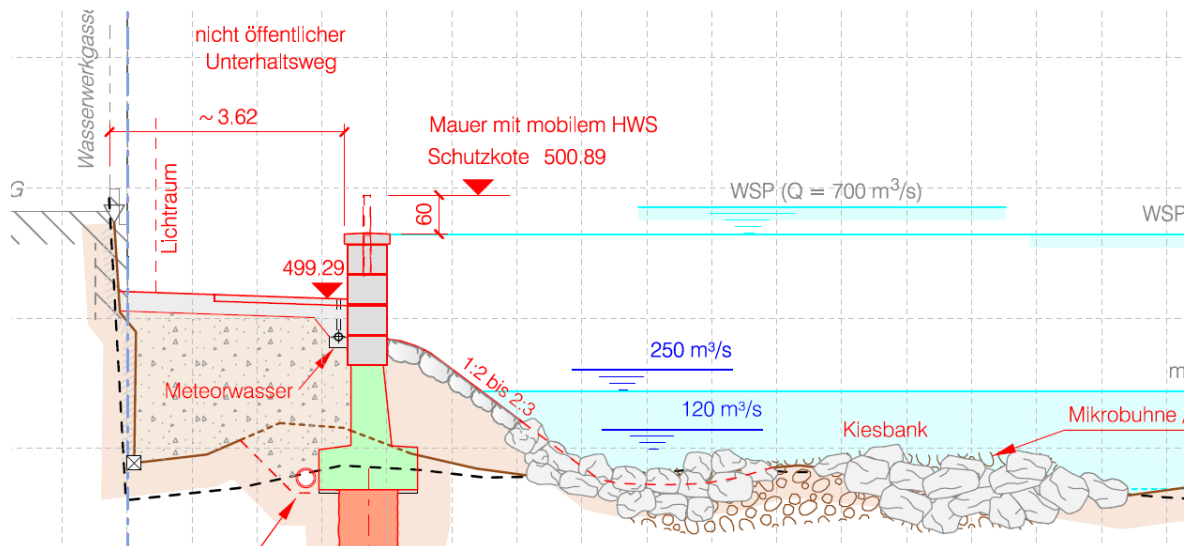 nicht öffentlicher
Unterhaltsweg
Wasserwerkgasse
~ 3.62
Mauer mit mobilem HWS
Schutzkote 500.89
G
WSP (Q = 700 m³/s)
WSP
60
Lichtraum
499.29
250 m³/s
1:2 bis 2:3
Meteorwasser
120 m³/s
Kiesbank
Mikrobuhne